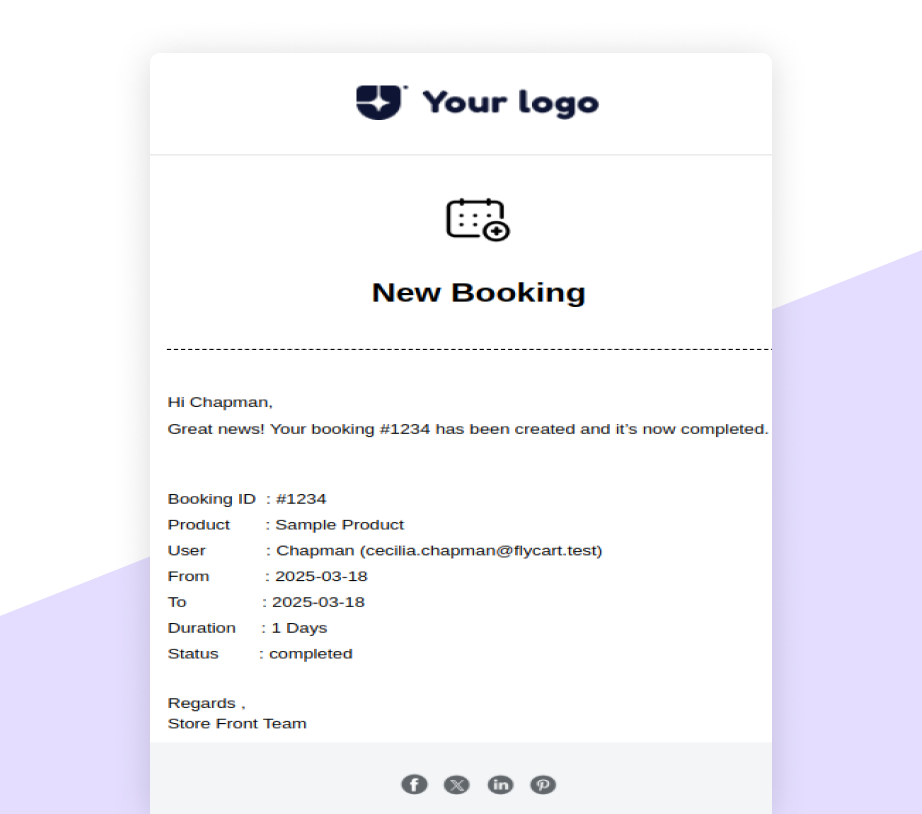 Your logo
New Booking
Hi Chapman,
Great news! Your booking #1234 has been created and it’s now completed.
Booking ID : #1234
Product : Sample Product
User : Chapman (cecilia.chapman@flycart.test)
From : 2025-03-18
To : 2025-03-18
Duration : 1 Days
Status : completed
Regards ,
Store Front Team